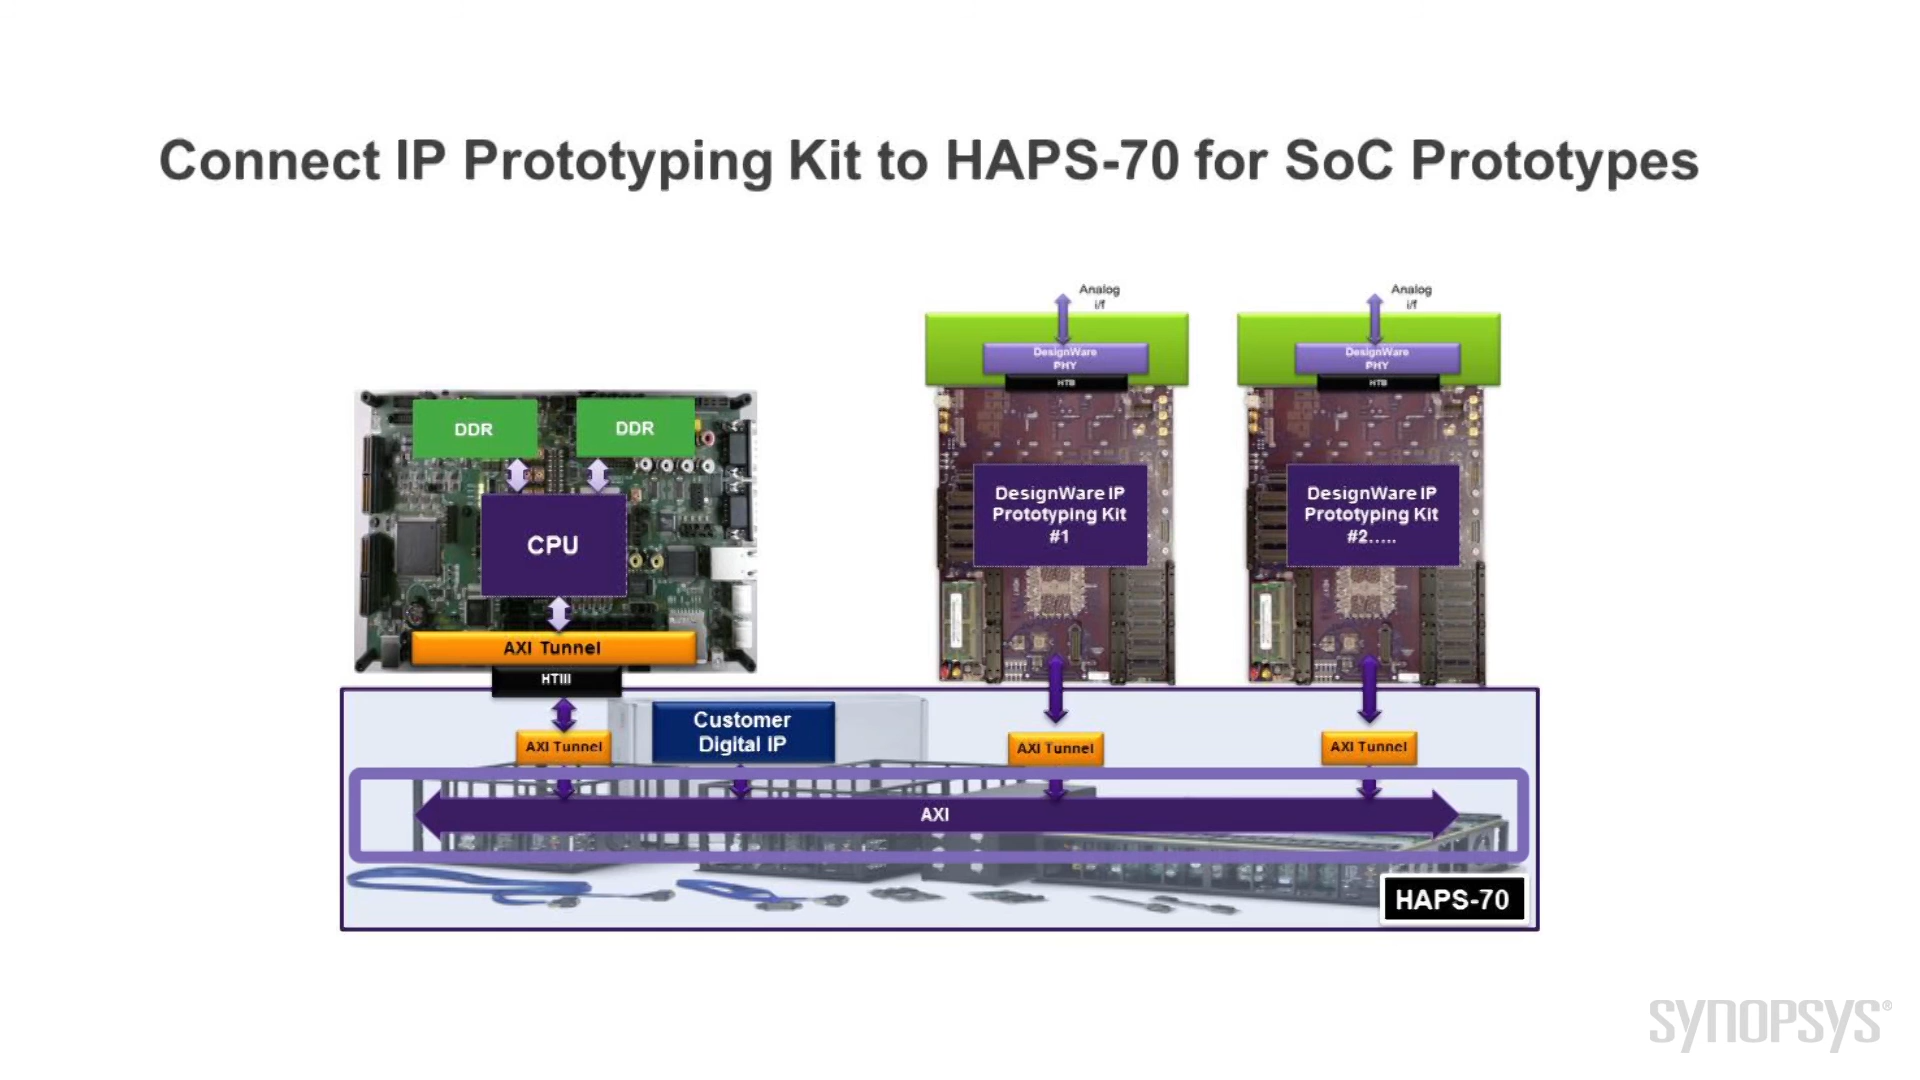 Connect IP Prototyping Kit to HAPS-70 for SoC Prototypes
Analog
i/f
DesignWare
PHY
HTB
Analog
i/f
DesignWare
PHY
HTB
DDR
DDR
CPU
AXI Tunnel
HTIII
DesignWare IP
Prototyping Kit
#1
DesignWare IP
Prototyping Kit
#2.....
Customer
Digital IP
AXI Tunnel
AXI Tunnel
AXI Tunnel
AXI
HAPS-70
SYNOPSYS®